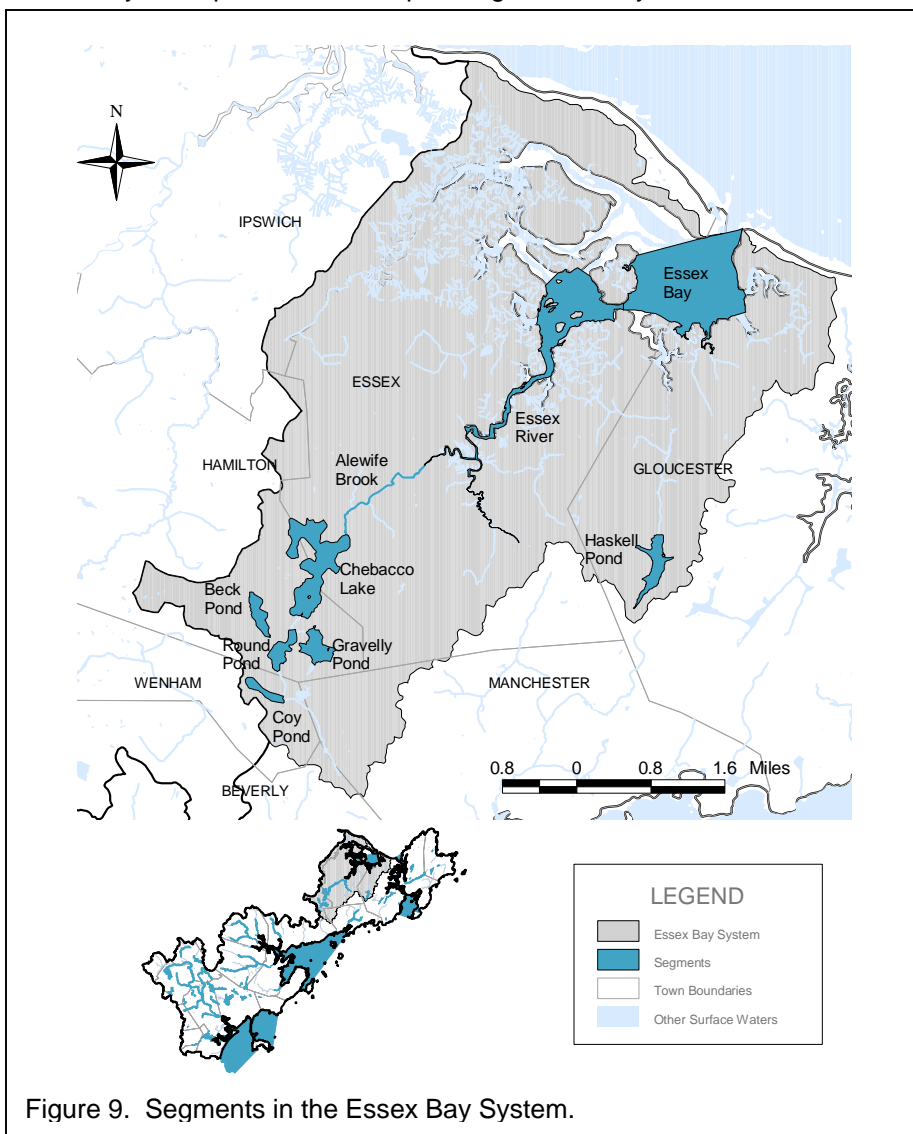 N
IPSWICH
Essex
Bay
ESSEX
Essex
River
Alewife
Brook
HAMILTON
GLOUCESTER
Haskell
Pond
Chebacco
Lake
Beck
Pond
Round
Pond
Gravelly
Pond
WENHAM
MANCHESTER
Coy
Pond
BEVERLY
0.8 0 0.8 1.6 Miles
LEGEND
Essex Bay System
Segments
Town Boundaries
Other Surface Waters
Figure 9. Segments in the Essex Bay System.